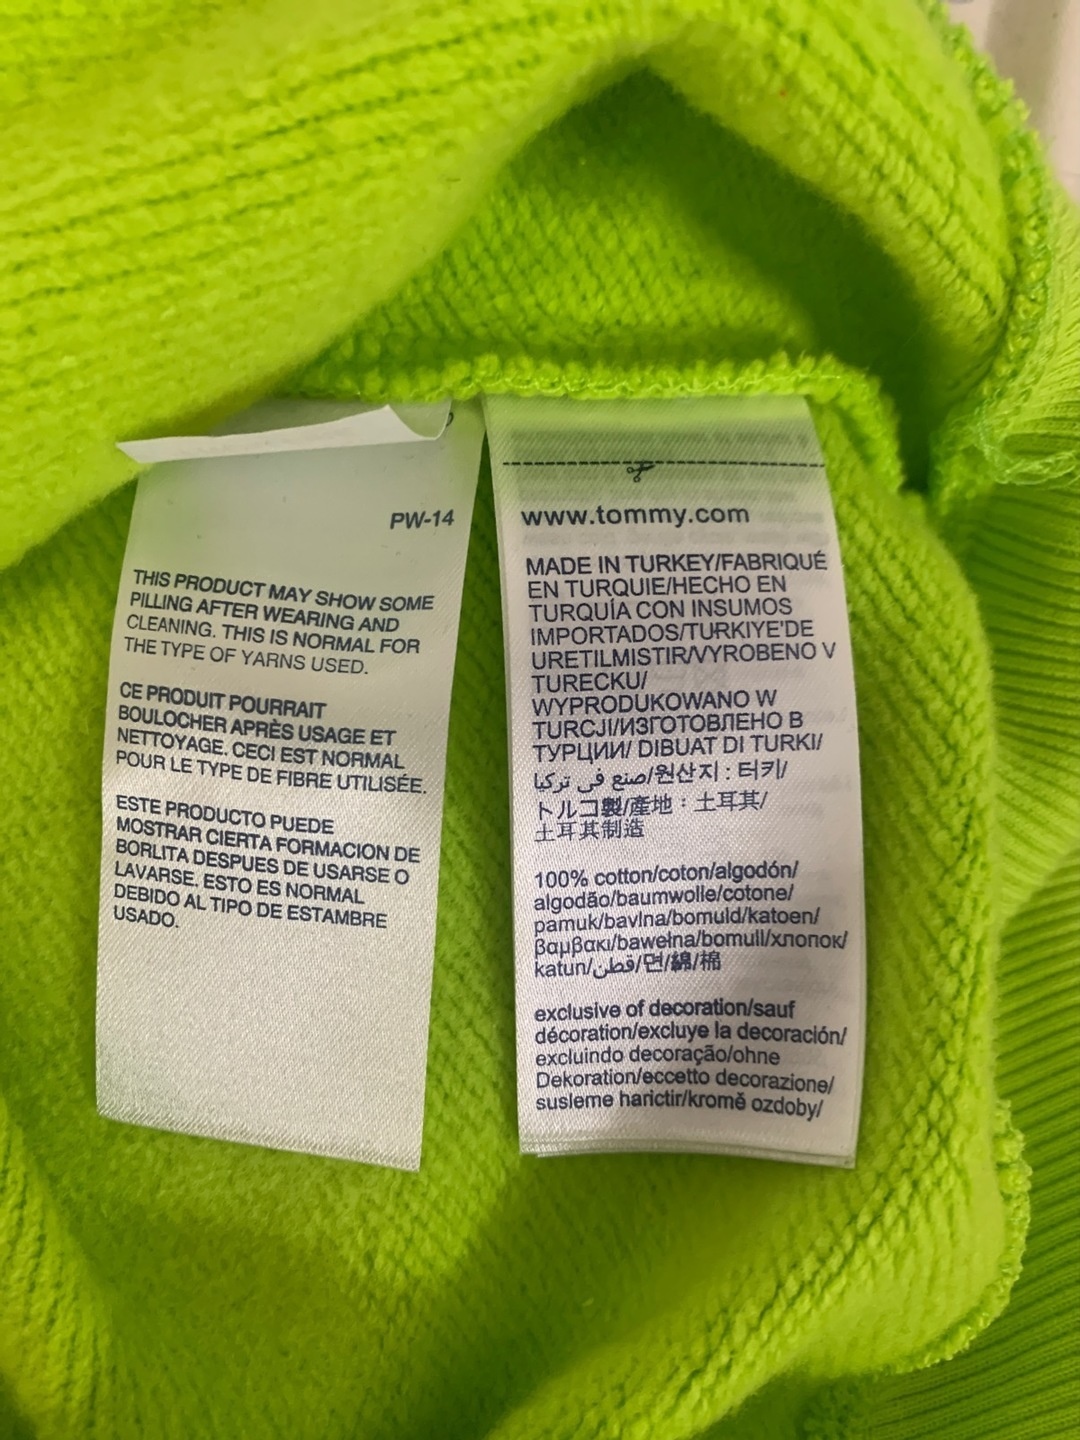 PW-14
THIS PRODUCT MAY SHOW SOME
PILLING AFTER WEARING AND
CLEANING. THIS IS NORMAL FOR
THE TYPE OF YARNS USED.
CE PRODUIT POURRAIT
BOULOCHER APRÈS USAGE ET
NETTOYAGE. CECI EST NORMAL
POUR LE TYPE DE FIBRE UTILISÉE.
ESTE PRODUCTO PUEDE
MOSTRAR CIERTA FORMACION DE
BORLITA DESPUES DE USARSE O
LAVARSE. ESTO ES NORMAL
DEBIDO AL TIPO DE ESTAMBRE
USADO.
www.tommy.com
MADE IN TURKEY/FABRIQUÉ
EN TURQUIE/HECHO EN
TURQUÍA CON INSUMOS
IMPORTADOS/TURKIYE'DE
URETILMISTIR/VYROBENO V
TURECKU/
WYPRODUKOWANO W
TURCJI/ИЗГОТОВЛЕНО В
ТУРЦИИ/ DIBUAT DI TURKI/
صنع في تركيا/원산지 : 터키/
トルコ製/產地：土耳其/
土耳其制造
100% cotton/coton/algodón/
algodão/baumwolle/cotone/
pamuk/bavlna/bomuld/katoen/
βαμβακι/bawełna/bomull/хлопок/
katun/قطن/면/綿/棉
exclusive of decoration/sauf
décoration/excluye la decoración/
excluindo decoração/ohne
Dekoration/eccetto decorazione/
susleme harictir/kromě ozdoby/